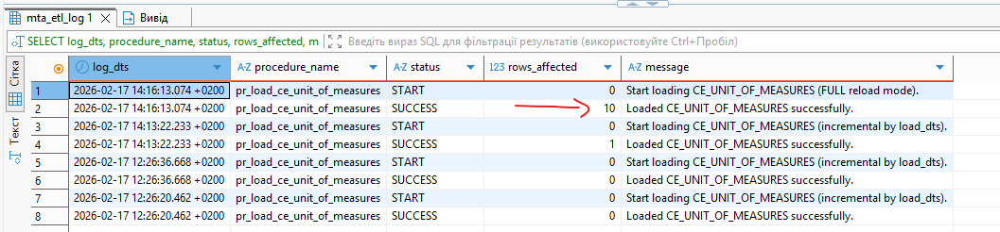 mta_etl_log 1
Вивід
SELECT log_dts, procedure_name, status, rows_affected, m
Введіть вираз SQL для фільтрації результатів (використовуйте Ctrl+Пробіл)
Сітка
Текст
log_dts A-Z procedure_name A-Z status 123 rows_affected A-Z message
1 2026-02-17 14:16:13.074 +0200 pr_load_ce_unit_of_measures START 0 Start loading CE_UNIT_OF_MEASURES (FULL reload mode).
2 2026-02-17 14:16:13.074 +0200 pr_load_ce_unit_of_measures SUCCESS 10 Loaded CE_UNIT_OF_MEASURES successfully.
3 2026-02-17 14:13:22.233 +0200 pr_load_ce_unit_of_measures START 0 Start loading CE_UNIT_OF_MEASURES (incremental by load_dts).
4 2026-02-17 14:13:22.233 +0200 pr_load_ce_unit_of_measures SUCCESS 1 Loaded CE_UNIT_OF_MEASURES successfully.
5 2026-02-17 12:26:36.668 +0200 pr_load_ce_unit_of_measures START 0 Start loading CE_UNIT_OF_MEASURES (incremental by load_dts).
6 2026-02-17 12:26:36.668 +0200 pr_load_ce_unit_of_measures SUCCESS 0 Loaded CE_UNIT_OF_MEASURES successfully.
7 2026-02-17 12:26:20.462 +0200 pr_load_ce_unit_of_measures START 0 Start loading CE_UNIT_OF_MEASURES (incremental by load_dts).
8 2026-02-17 12:26:20.462 +0200 pr_load_ce_unit_of_measures SUCCESS 0 Loaded CE_UNIT_OF_MEASURES successfully.